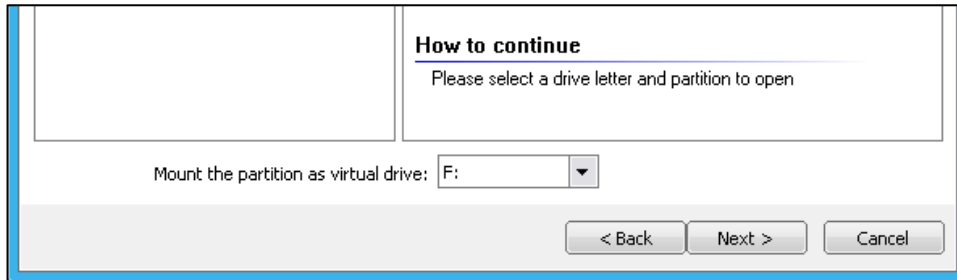 How to continue
Please select a drive letter and partition to open
Mount the partition as virtual drive: F:
< Back Next > Cancel